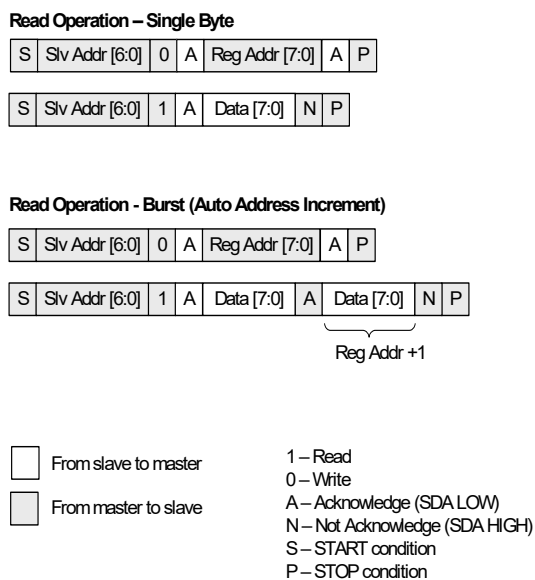 Read Operation – Single Byte
S Slv Addr [6:0] 0 A Reg Addr [7:0] A P
S Slv Addr [6:0] 1 A Data [7:0] N P
Read Operation - Burst (Auto Address Increment)
S Slv Addr [6:0] 0 A Reg Addr [7:0] A P
S Slv Addr [6:0] 1 A Data [7:0] A Data [7:0] N P
Reg Addr +1
From slave to master
From master to slave
1 – Read
0 – Write
A – Acknowledge (SDA LOW)
N – Not Acknowledge (SDA HIGH)
S – START condition
P – STOP condition